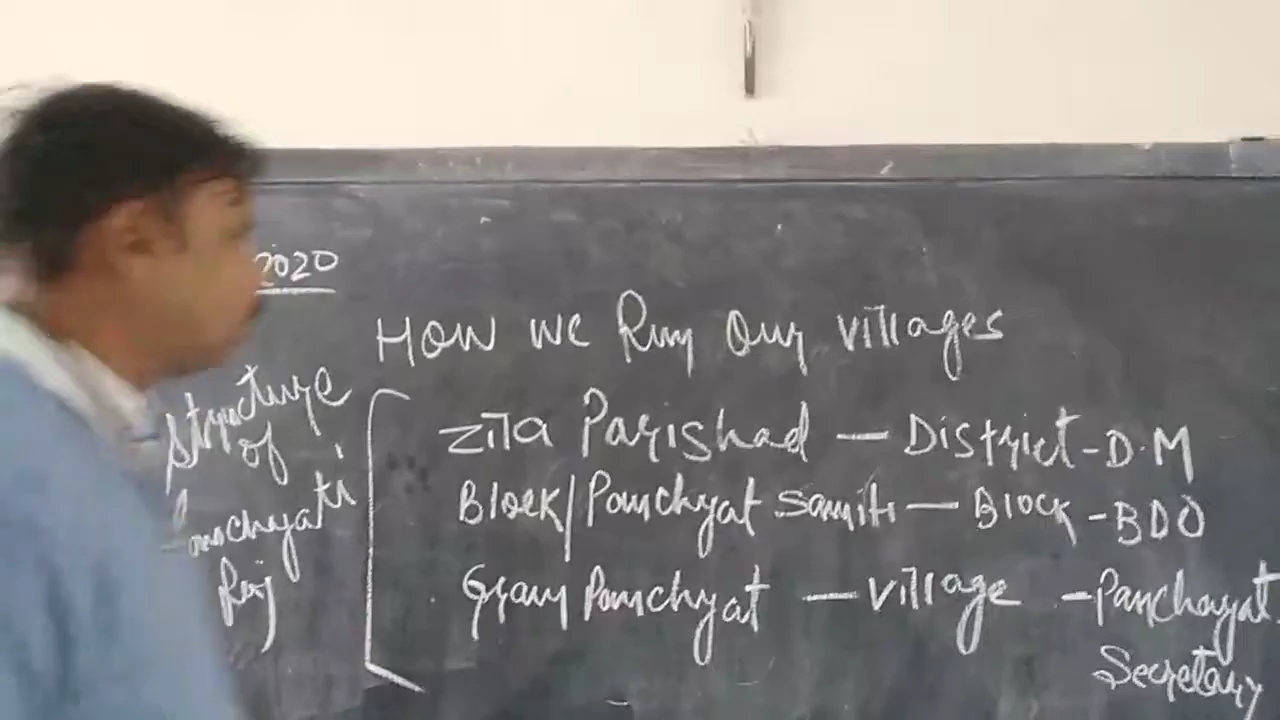 2020
HOW WE Run Our Villages
Structure
of
Panchyati
Raj
Zila Parishad — District - D.M
Block/Panchyat Samiti — Block - BDO
Gram Panchyat — Village - Panchayat
Secretary